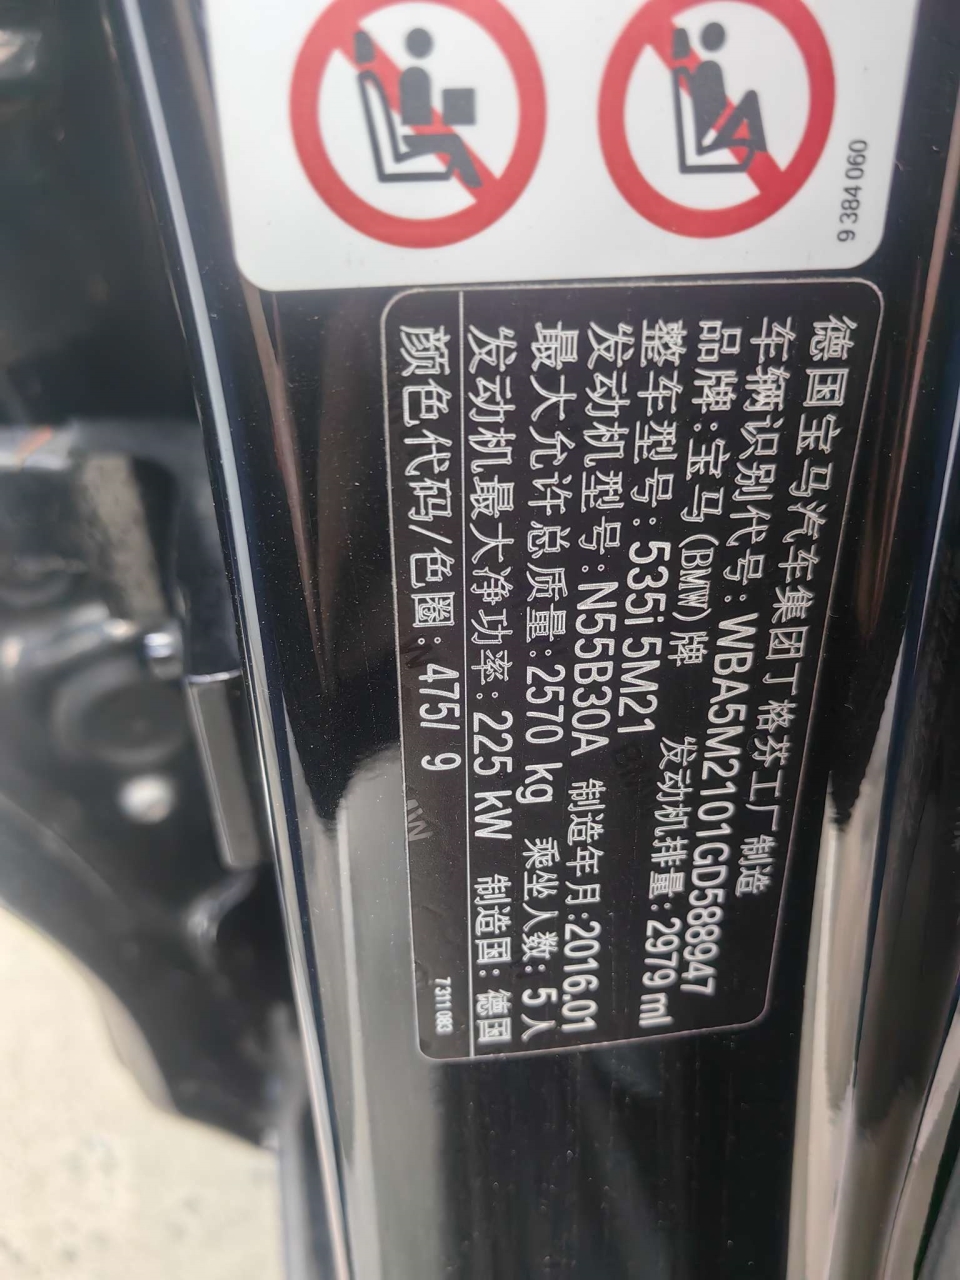 9 384 060
德国宝马汽车集团丁格芬工厂制造
车辆识别代号: WBA5M2101GD588947
品牌:宝马(BMW)牌 发动机排量: 2979 ml
整车型号: 535i 5M21
发动机型号: N55B30A 制造年月:2016.01
最大允许总质量:2570 kg 乘坐人数: 5人
发动机最大净功率: 225 kW 制造国: 德国
颜色代码/色圈: 475/ 9
7 311 083